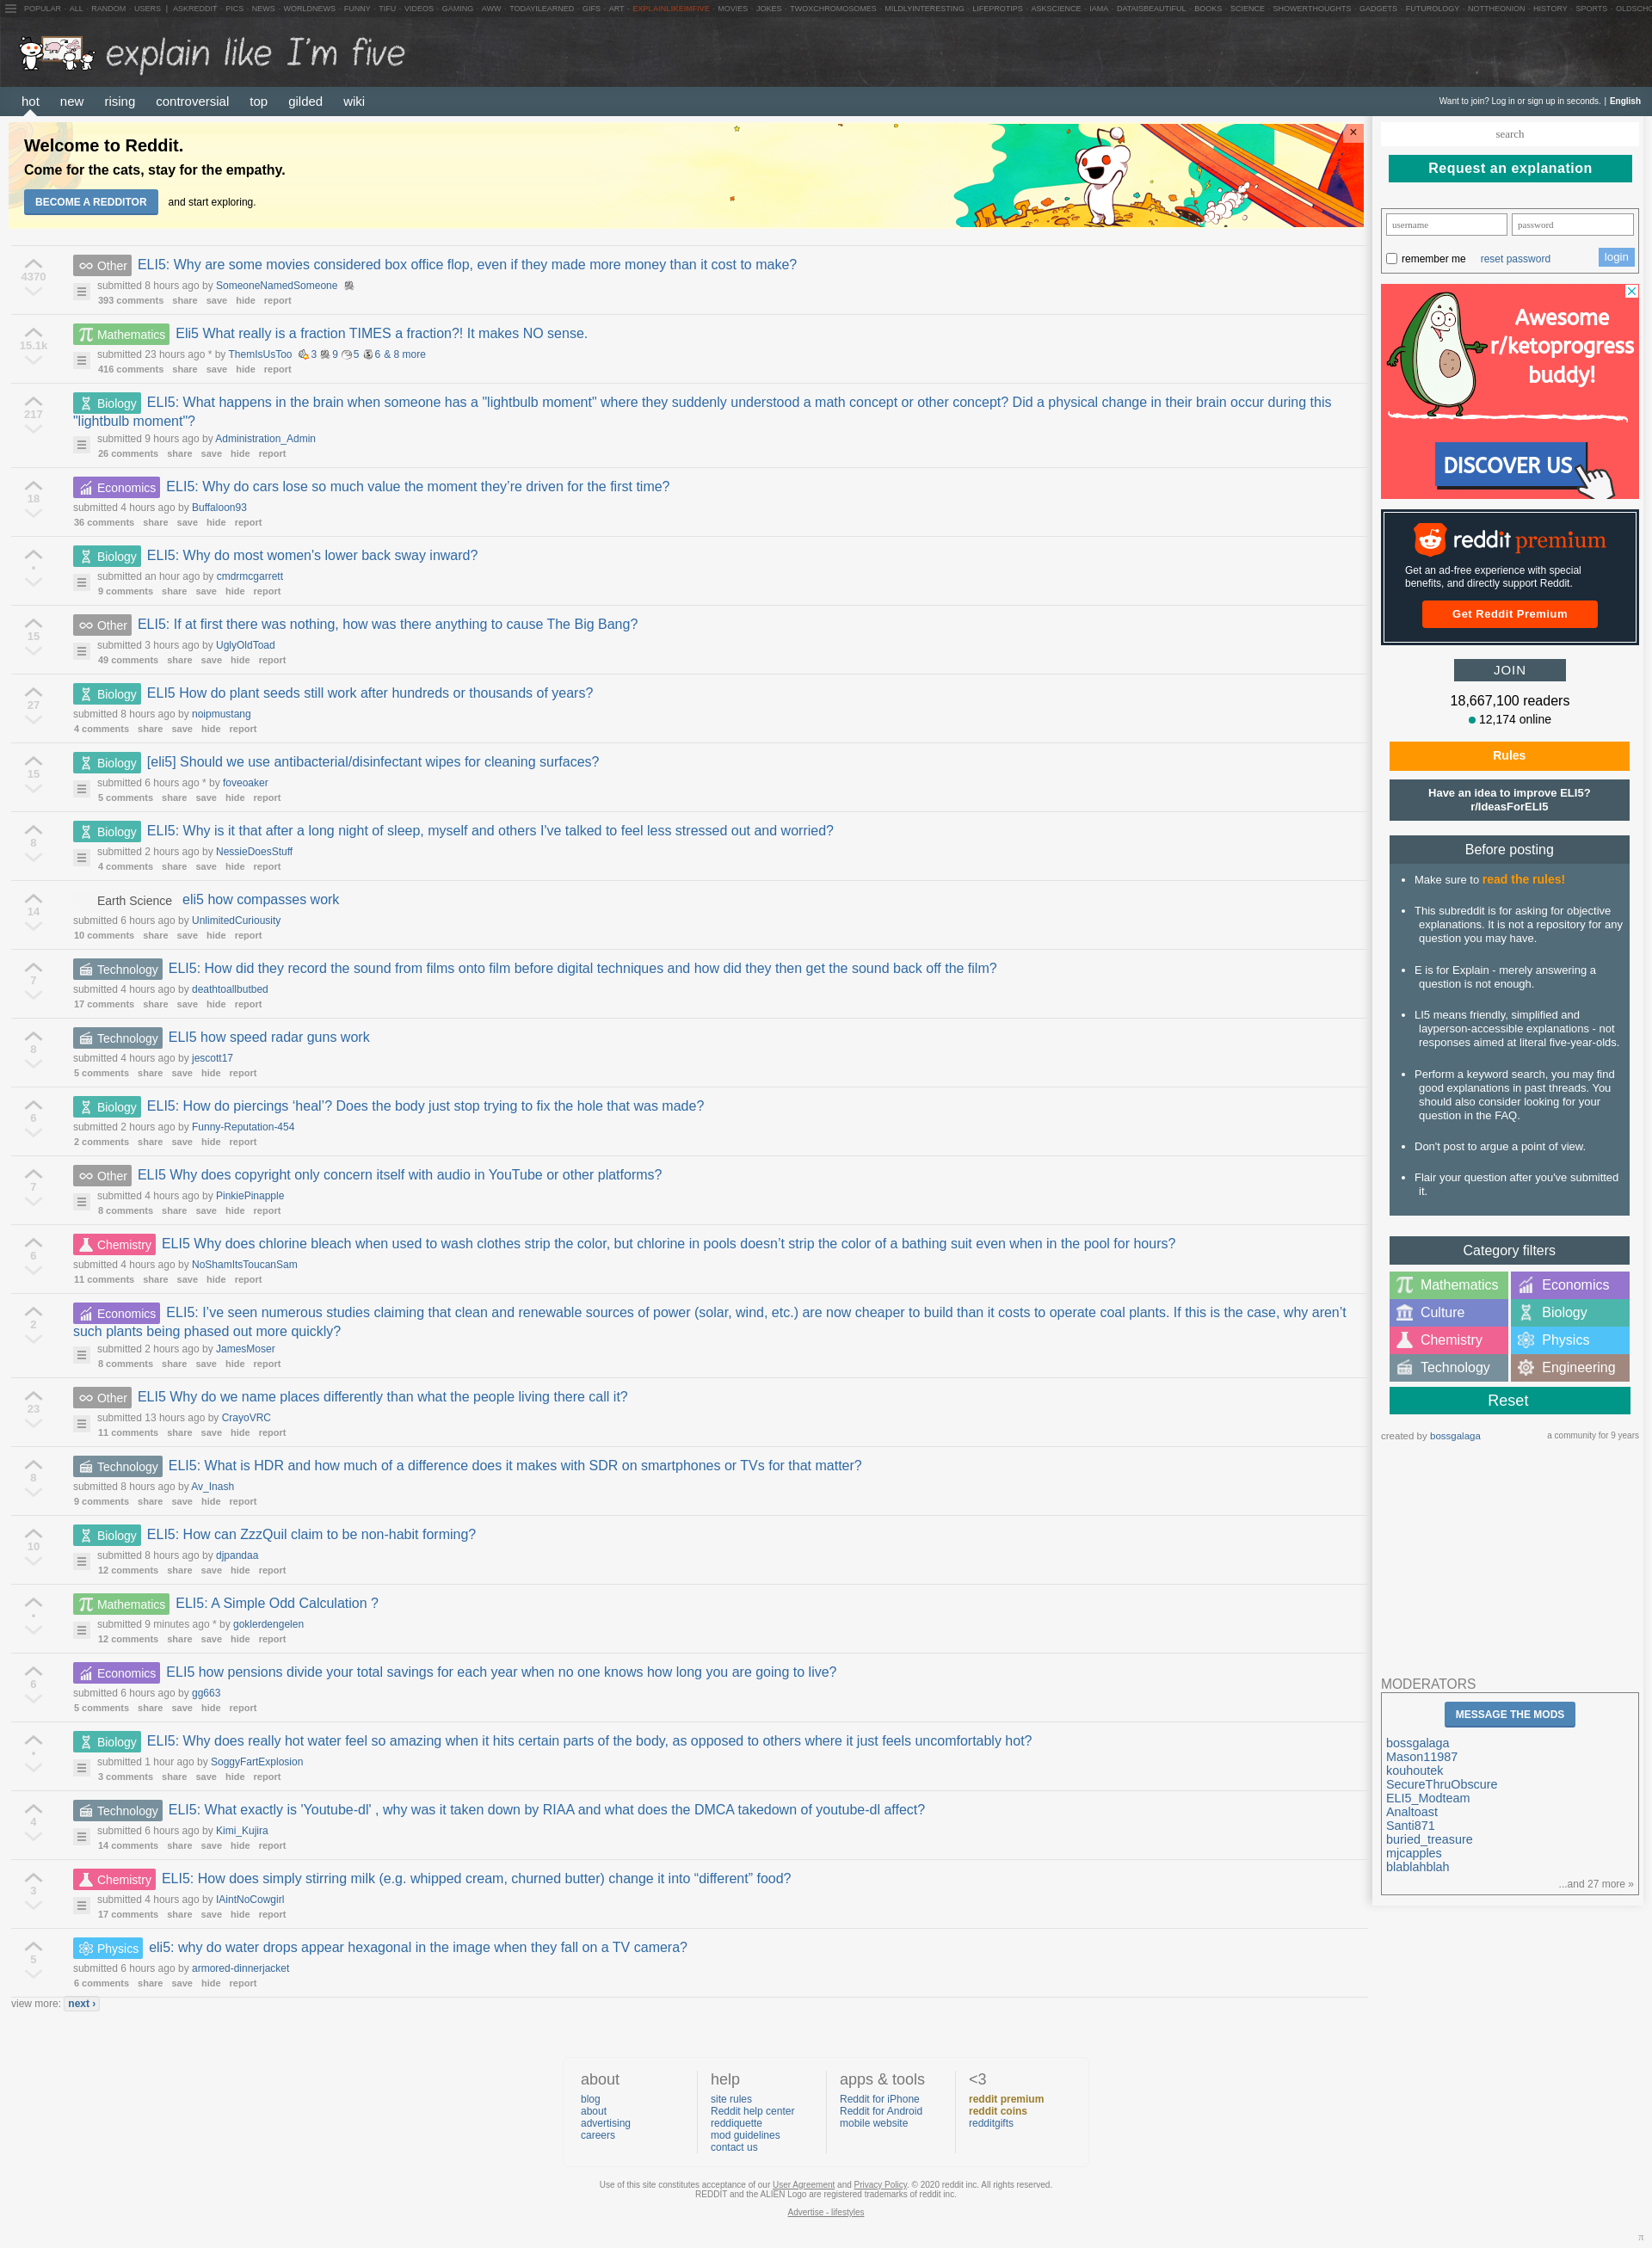 POPULAR - ALL - RANDOM - USERS | ASKREDDIT - PICS - NEWS - WORLDNEWS - FUNNY - TIFU - VIDEOS - GAMING - AWW - TODAYILEARNED - GIFS - ART - EXPLAINLIKEIMFIVE - MOVIES - JOKES - TWOXCHROMOSOMES - MILDLYINTERESTING - LIFEPROTIPS - ASKSCIENCE - IAMA - DATAISBEAUTIFUL - BOOKS - SCIENCE - SHOWERTHOUGHTS - GADGETS - FUTUROLOGY - NOTTHEONION - HISTORY - SPORTS - OLDSCHO
explain like I'm five
hot new rising controversial top gilded wiki
Want to join? Log in or sign up in seconds. | English
Welcome to Reddit.
Come for the cats, stay for the empathy.
BECOME A REDDITOR and start exploring.
×
4370
Other ELI5: Why are some movies considered box office flop, even if they made more money than it cost to make?
submitted 8 hours ago by SomeoneNamedSomeone
393 comments share save hide report
15.1k
Mathematics Eli5 What really is a fraction TIMES a fraction?! It makes NO sense.
submitted 23 hours ago * by ThemIsUsToo 3 9 5 6 & 8 more
416 comments share save hide report
217
Biology ELI5: What happens in the brain when someone has a "lightbulb moment" where they suddenly understood a math concept or other concept? Did a physical change in their brain occur during this
"lightbulb moment"?
submitted 9 hours ago by Administration_Admin
26 comments share save hide report
18
Economics ELI5: Why do cars lose so much value the moment they’re driven for the first time?
submitted 4 hours ago by Buffaloon93
36 comments share save hide report
•
Biology ELI5: Why do most women's lower back sway inward?
submitted an hour ago by cmdrmcgarrett
9 comments share save hide report
15
Other ELI5: If at first there was nothing, how was there anything to cause The Big Bang?
submitted 3 hours ago by UglyOldToad
49 comments share save hide report
27
Biology ELI5 How do plant seeds still work after hundreds or thousands of years?
submitted 8 hours ago by noipmustang
4 comments share save hide report
15
Biology [eli5] Should we use antibacterial/disinfectant wipes for cleaning surfaces?
submitted 6 hours ago * by foveoaker
5 comments share save hide report
8
Biology ELI5: Why is it that after a long night of sleep, myself and others I've talked to feel less stressed out and worried?
submitted 2 hours ago by NessieDoesStuff
4 comments share save hide report
14
Earth Science eli5 how compasses work
submitted 6 hours ago by UnlimitedCuriousity
10 comments share save hide report
7
Technology ELI5: How did they record the sound from films onto film before digital techniques and how did they then get the sound back off the film?
submitted 4 hours ago by deathtoallbutbed
17 comments share save hide report
8
Technology ELI5 how speed radar guns work
submitted 4 hours ago by jescott17
5 comments share save hide report
6
Biology ELI5: How do piercings ‘heal’? Does the body just stop trying to fix the hole that was made?
submitted 2 hours ago by Funny-Reputation-454
2 comments share save hide report
7
Other ELI5 Why does copyright only concern itself with audio in YouTube or other platforms?
submitted 4 hours ago by PinkiePinapple
8 comments share save hide report
6
Chemistry ELI5 Why does chlorine bleach when used to wash clothes strip the color, but chlorine in pools doesn’t strip the color of a bathing suit even when in the pool for hours?
submitted 4 hours ago by NoShamItsToucanSam
11 comments share save hide report
2
Economics ELI5: I’ve seen numerous studies claiming that clean and renewable sources of power (solar, wind, etc.) are now cheaper to build than it costs to operate coal plants. If this is the case, why aren’t
such plants being phased out more quickly?
submitted 2 hours ago by JamesMoser
8 comments share save hide report
23
Other ELI5 Why do we name places differently than what the people living there call it?
submitted 13 hours ago by CrayoVRC
11 comments share save hide report
8
Technology ELI5: What is HDR and how much of a difference does it makes with SDR on smartphones or TVs for that matter?
submitted 8 hours ago by Av_Inash
9 comments share save hide report
10
Biology ELI5: How can ZzzQuil claim to be non-habit forming?
submitted 8 hours ago by djpandaa
12 comments share save hide report
•
Mathematics ELI5: A Simple Odd Calculation ?
submitted 9 minutes ago * by goklerdengelen
12 comments share save hide report
6
Economics ELI5 how pensions divide your total savings for each year when no one knows how long you are going to live?
submitted 6 hours ago by gg663
5 comments share save hide report
•
Biology ELI5: Why does really hot water feel so amazing when it hits certain parts of the body, as opposed to others where it just feels uncomfortably hot?
submitted 1 hour ago by SoggyFartExplosion
3 comments share save hide report
4
Technology ELI5: What exactly is 'Youtube-dl' , why was it taken down by RIAA and what does the DMCA takedown of youtube-dl affect?
submitted 6 hours ago by Kimi_Kujira
14 comments share save hide report
3
Chemistry ELI5: How does simply stirring milk (e.g. whipped cream, churned butter) change it into “different” food?
submitted 4 hours ago by IAintNoCowgirl
17 comments share save hide report
5
Physics eli5: why do water drops appear hexagonal in the image when they fall on a TV camera?
submitted 6 hours ago by armored-dinnerjacket
6 comments share save hide report
view more: next ›
search
Request an explanation
username password
remember me reset password login
Awesome
r/ketoprogress
buddy!
DISCOVER US
reddit premium
Get an ad-free experience with special
benefits, and directly support Reddit.
Get Reddit Premium
JOIN
18,667,100 readers
12,174 online
Rules
Have an idea to improve ELI5?
r/IdeasForELI5
Before posting
• Make sure to read the rules!
• This subreddit is for asking for objective
explanations. It is not a repository for any
question you may have.
• E is for Explain - merely answering a
question is not enough.
• LI5 means friendly, simplified and
layperson-accessible explanations - not
responses aimed at literal five-year-olds.
• Perform a keyword search, you may find
good explanations in past threads. You
should also consider looking for your
question in the FAQ.
• Don't post to argue a point of view.
• Flair your question after you've submitted
it.
Category filters
Mathematics Economics
Culture Biology
Chemistry Physics
Technology Engineering
Reset
created by bossgalaga a community for 9 years
MODERATORS
MESSAGE THE MODS
bossgalaga
Mason11987
kouhoutek
SecureThruObscure
ELI5_Modteam
Analtoast
Santi871
buried_treasure
mjcapples
blablahblah
...and 27 more »
about
blog
about
advertising
careers
help
site rules
Reddit help center
reddiquette
mod guidelines
contact us
apps & tools
Reddit for iPhone
Reddit for Android
mobile website
<3
reddit premium
reddit coins
redditgifts
Use of this site constitutes acceptance of our User Agreement and Privacy Policy. © 2020 reddit inc. All rights reserved.
REDDIT and the ALIEN Logo are registered trademarks of reddit inc.
Advertise - lifestyles
π